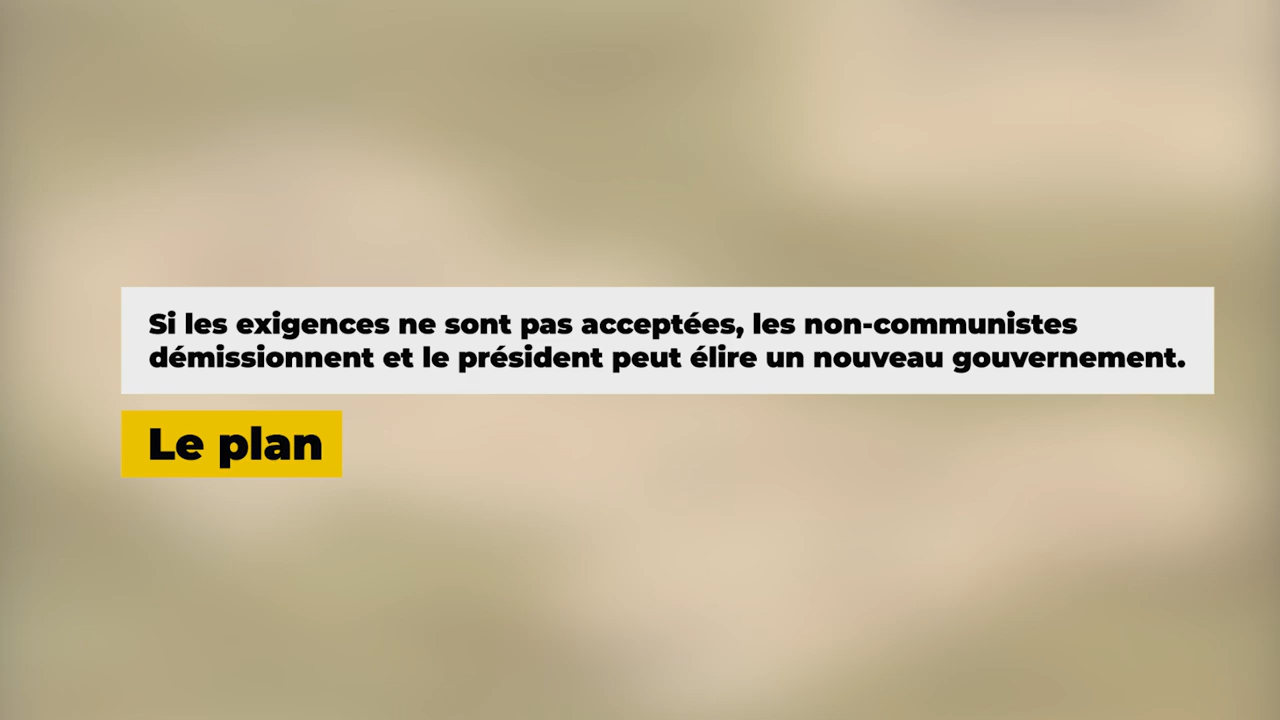 Si les exigences ne sont pas acceptées, les non-communistes
démissionnent et le président peut élire un nouveau gouvernement.
Le plan